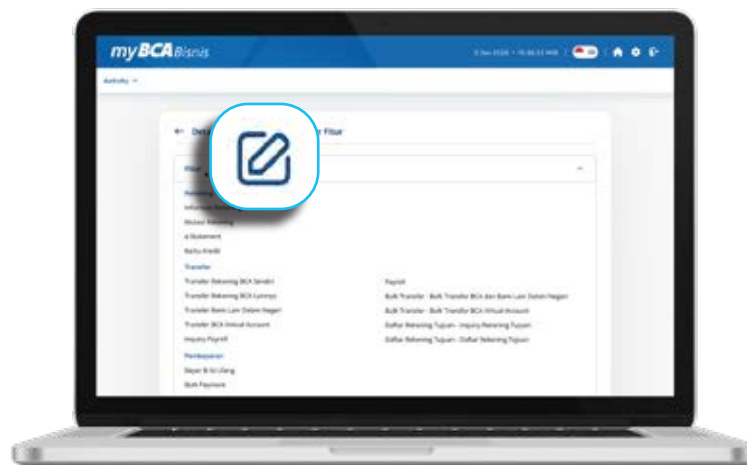 myBCA Bisnis
Activity
Fitur
Fitur
Mutasi Rekening
e-Statement
Kartu Kredit
Transfer
Transfer Rekening BCA Sendiri
Payroll
Transfer Rekening BCA Lainnya
Bulk Transfer - Bulk Transfer BCA dan Bank Lain Dalam Negeri
Transfer Bank Lain Dalam Negeri
Bulk Transfer - Bulk Transfer BCA Virtual Account
Transfer BCA Virtual Account
Daftar Rekening Tujuan - Inquiry Rekening Tujuan
Inquiry Payroll
Daftar Rekening Tujuan - Daftar Rekening Tujuan
Pembayaran
Bayar & Isi Ulang
Bulk Payment